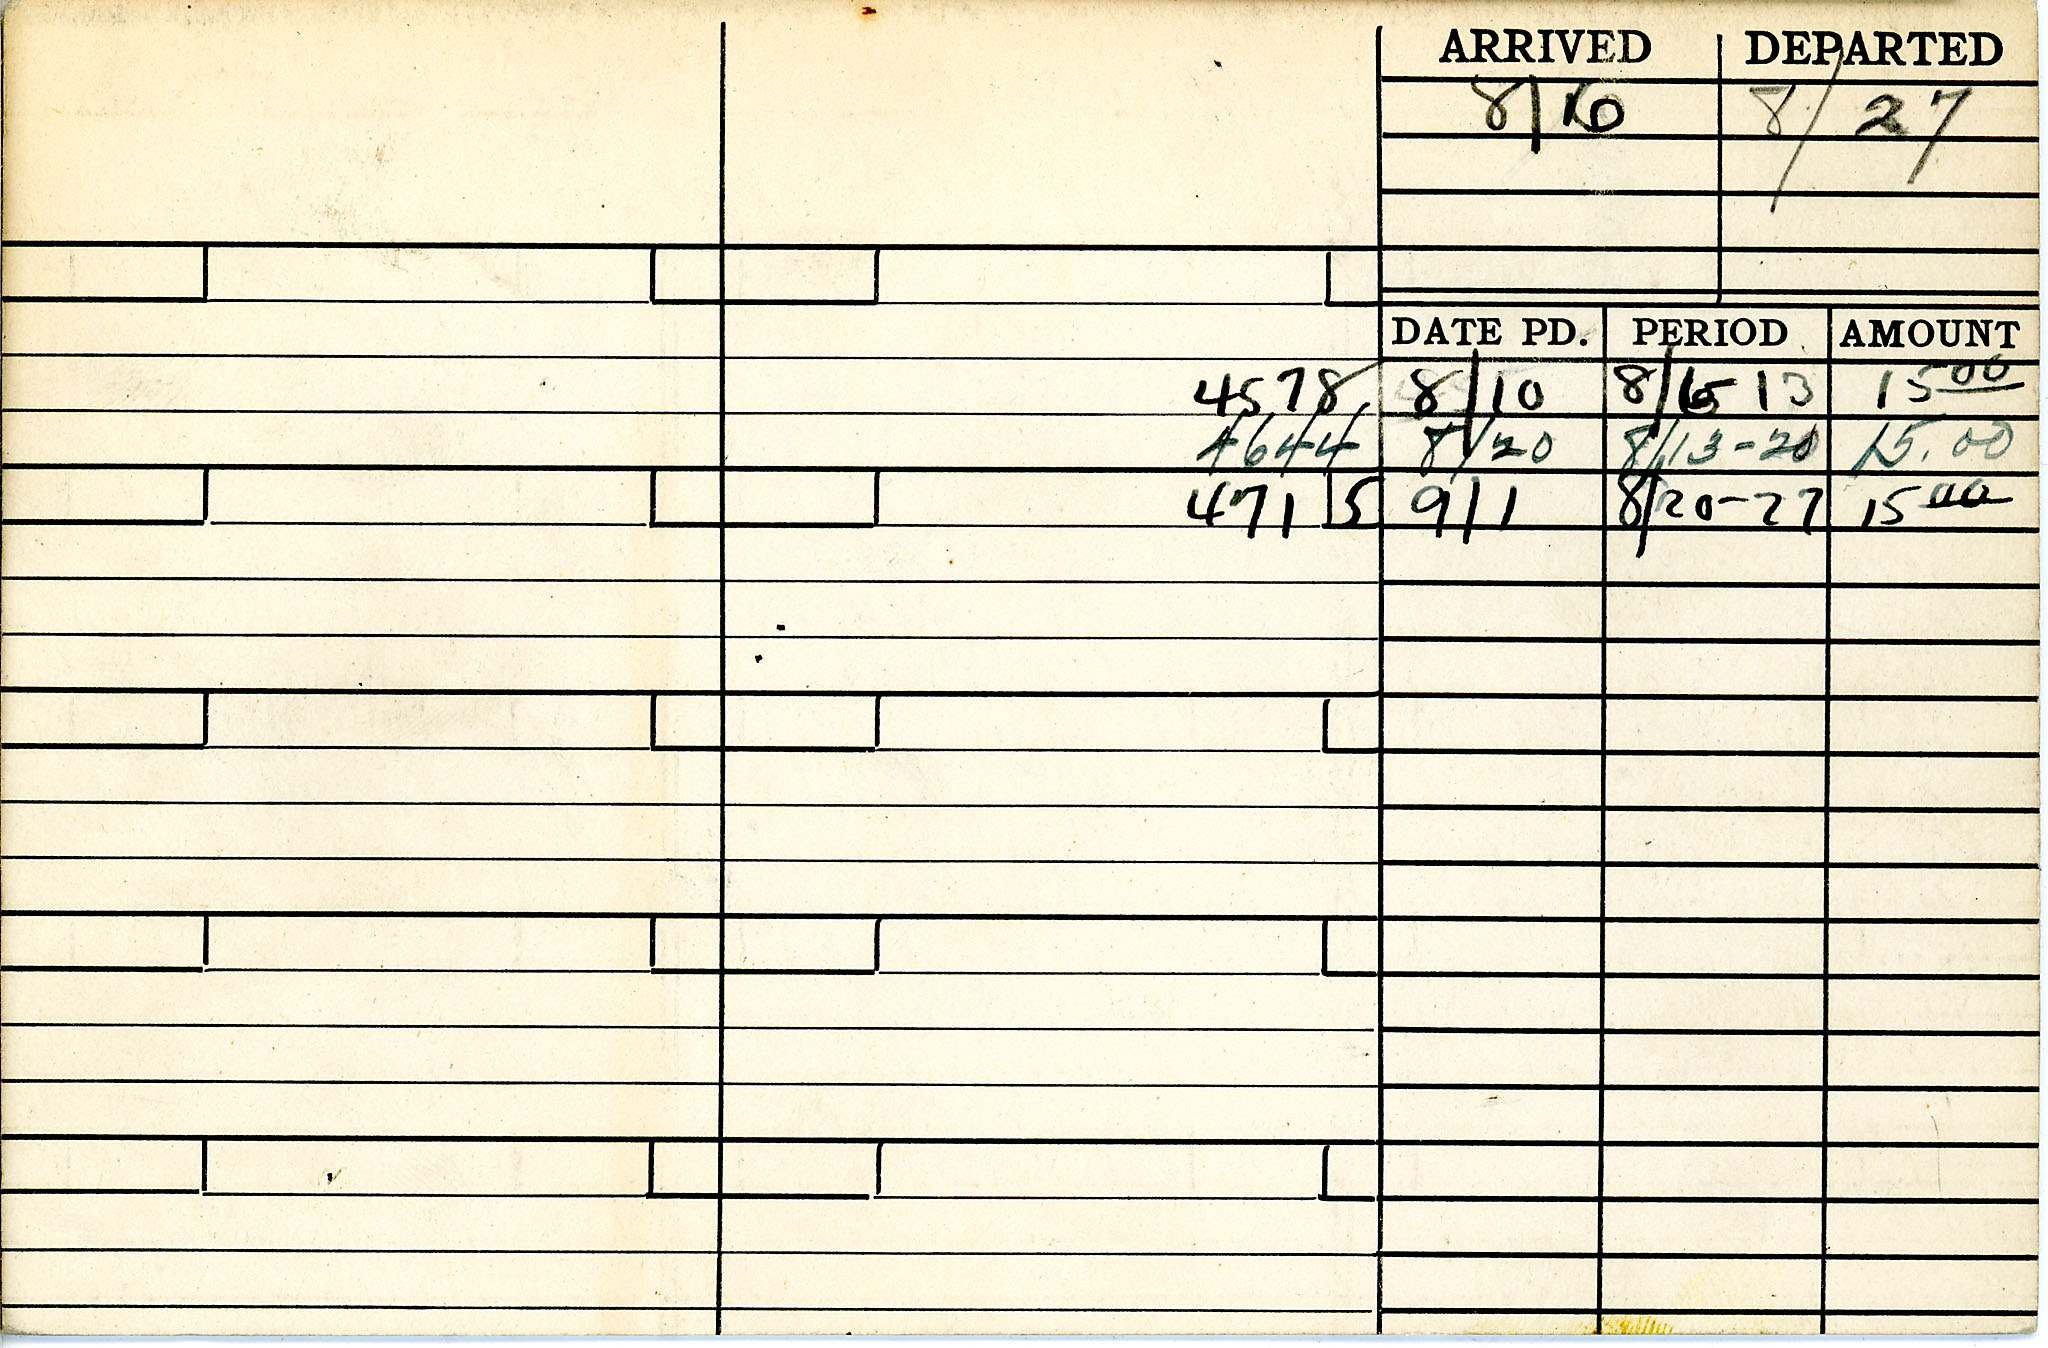 ARRIVED DEPARTED
8/6 8/27
DATE PD. PERIOD AMOUNT
4578 8/10 8/6 13 15 00
4644 8/20 8/13-20 15.00
4715 9/1 8/20-27 15 00